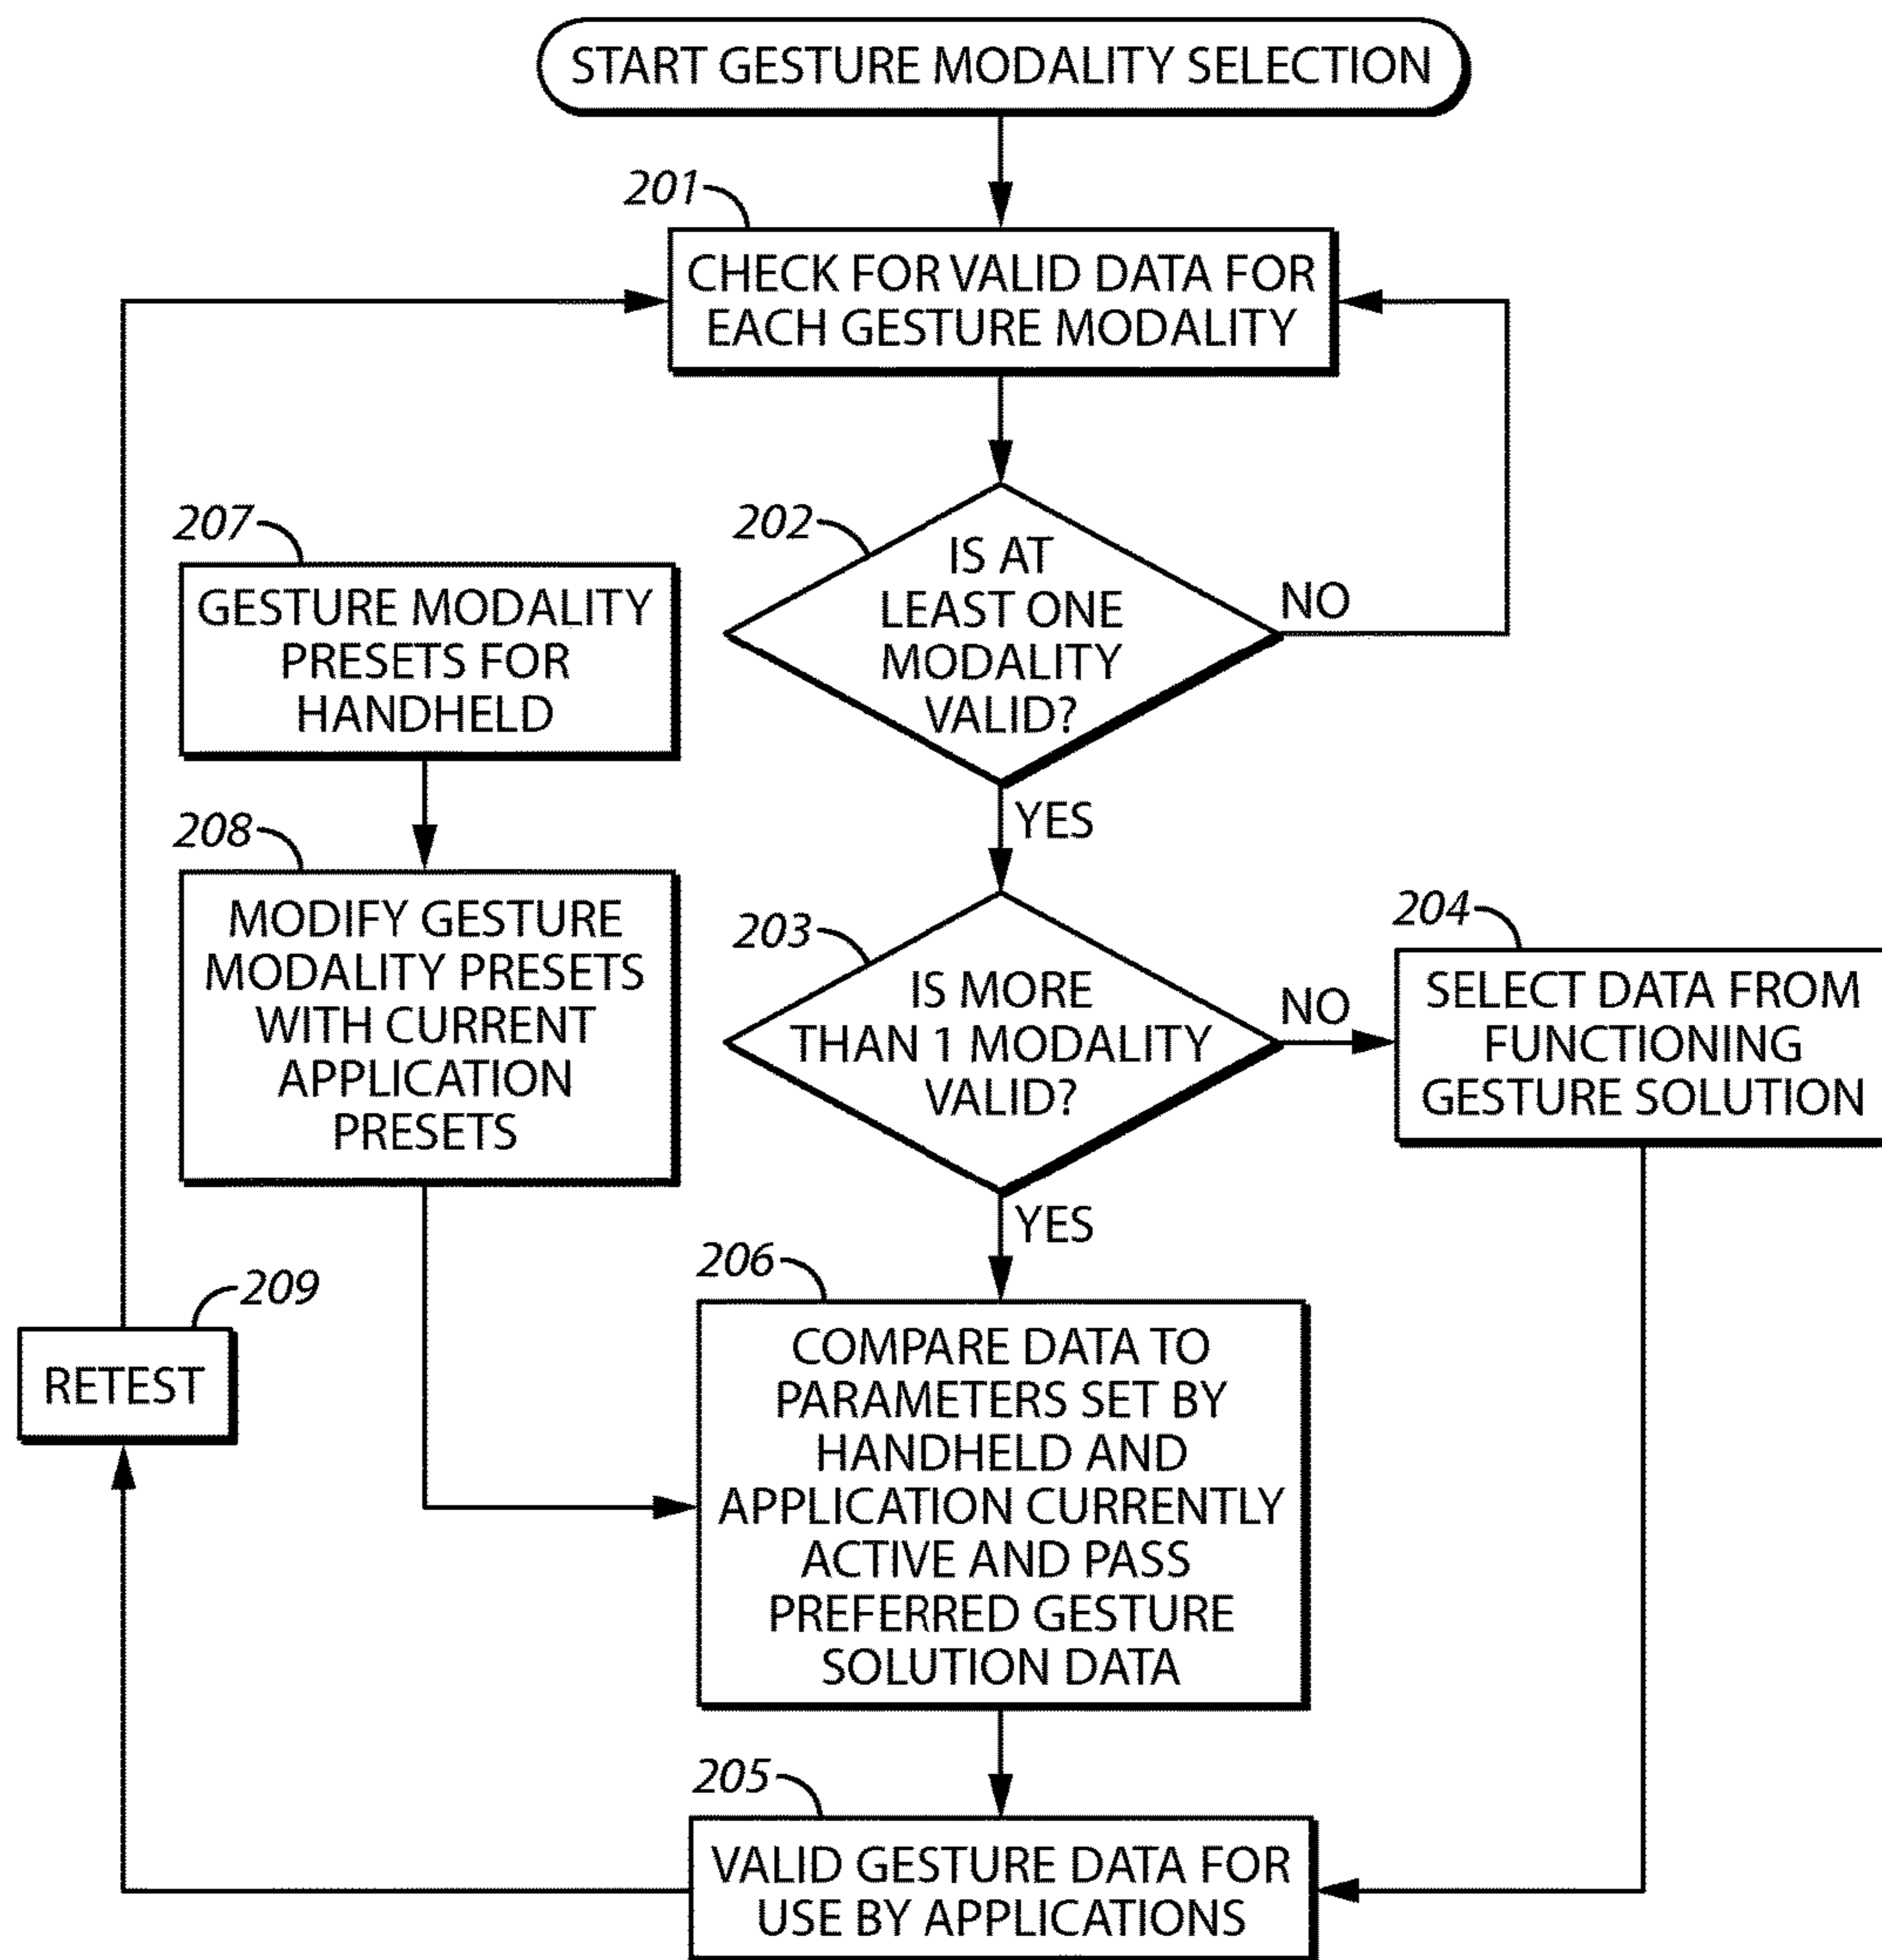 START GESTURE MODALITY SELECTION
201
CHECK FOR VALID DATA FOR
EACH GESTURE MODALITY
202
IS AT
LEAST ONE
MODALITY
VALID?
NO
YES
207
GESTURE MODALITY
PRESETS FOR
HANDHELD
208
MODIFY GESTURE
MODALITY PRESETS
WITH CURRENT
APPLICATION
PRESETS
203
IS MORE
THAN 1 MODALITY
VALID?
NO
YES
204
SELECT DATA FROM
FUNCTIONING
GESTURE SOLUTION
206
COMPARE DATA TO
PARAMETERS SET BY
HANDHELD AND
APPLICATION CURRENTLY
ACTIVE AND PASS
PREFERRED GESTURE
SOLUTION DATA
209
RETEST
205
VALID GESTURE DATA FOR
USE BY APPLICATIONS